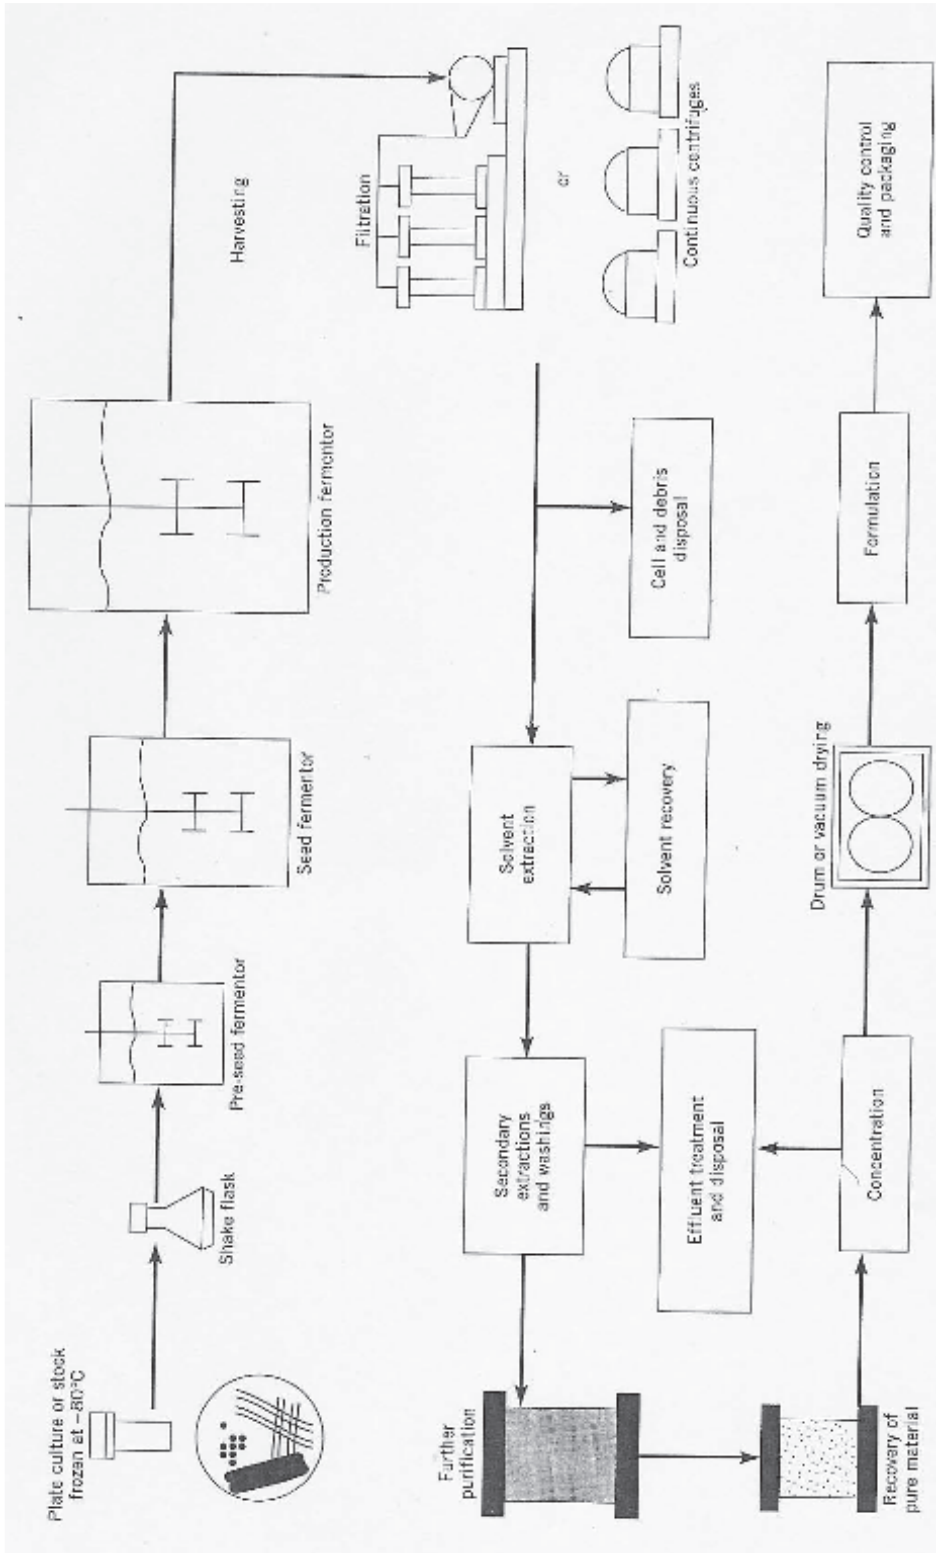 Plate culture or stock
frozen at −80°C
Shake flask
Pre-seed fermentor
Seed fermentor
Production fermentor
Harvesting
Filtration
or
Continuous centrifuges
Cell and debris
disposal
Solvent
extraction
Solvent recovery
Secondary
extractions
and washings
Effluent treatment
and disposal
Further
purification
Recovery of
pure material
Concentration
Drum or vacuum drying
Formulation
Quality control
and packaging